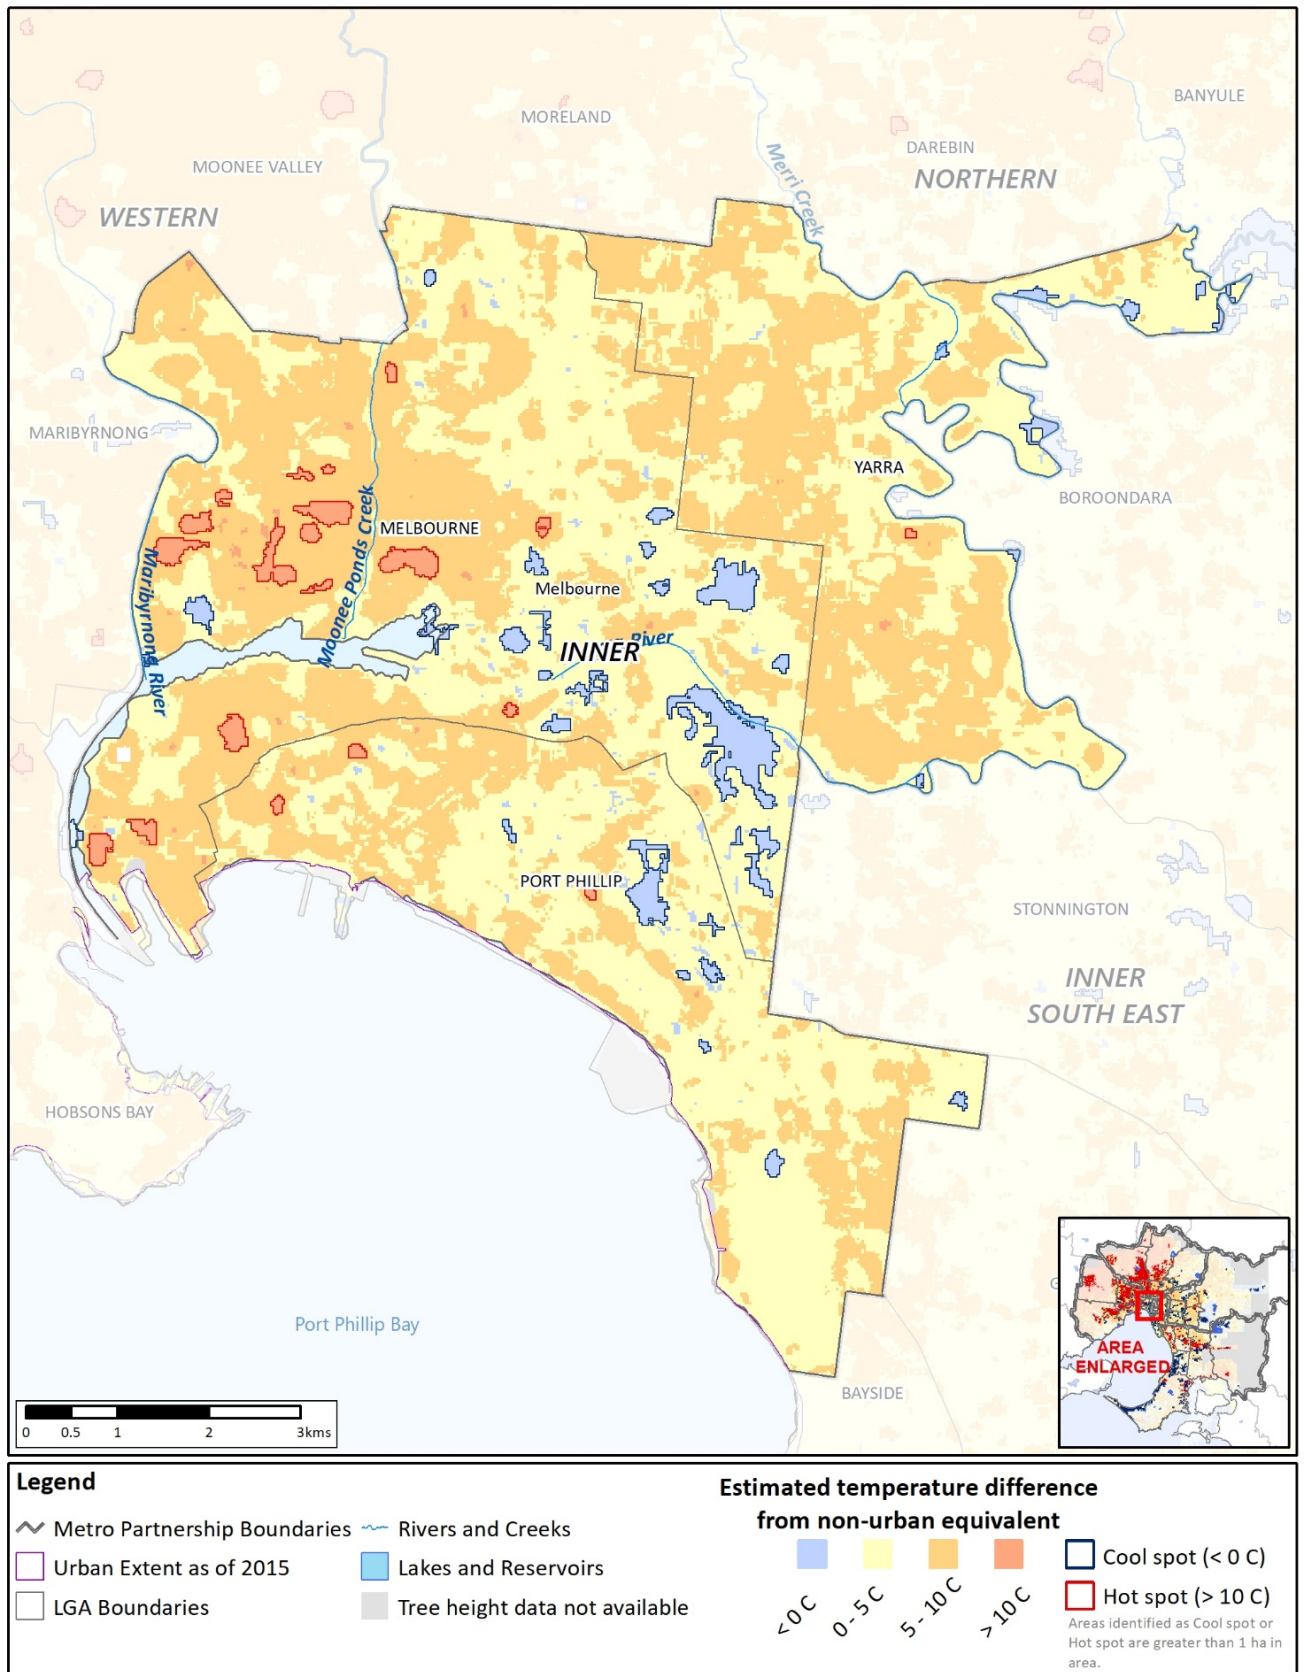 BANYULE
MORELAND
DAREBIN
MOONEE VALLEY
NORTHERN
Merri Creek
WESTERN
MARIBYRNONG
YARRA
BOROONDARA
MELBOURNE
Moonee Ponds Creek
Maribyrnong River
Melbourne
River
INNER
PORT PHILLIP
STONNINGTON
INNER
SOUTH EAST
HOBSONS BAY
Port Phillip Bay
BAYSIDE
AREA
ENLARGED
0 0.5 1 2 3kms
Legend
Metro Partnership Boundaries
Urban Extent as of 2015
LGA Boundaries
Rivers and Creeks
Lakes and Reservoirs
Tree height data not available
Estimated temperature difference
from non-urban equivalent
< 0 C
0 - 5 C
5 - 10 C
> 10 C
Cool spot (< 0 C)
Hot spot (> 10 C)
Areas identified as Cool spot or
Hot spot are greater than 1 ha in
area.